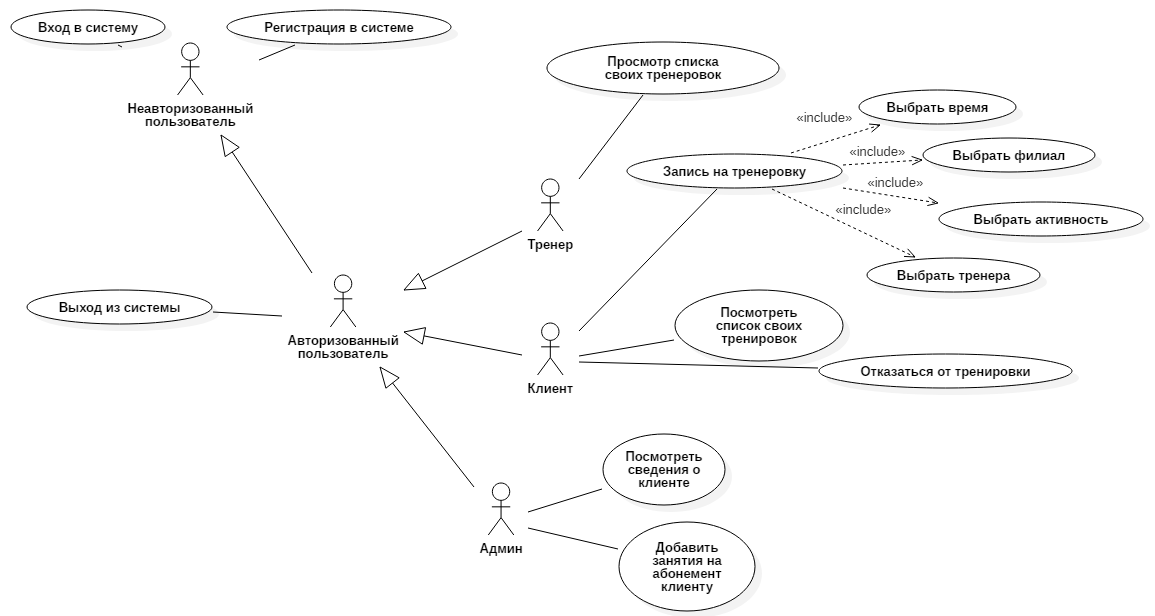 Вход в систему
Регистрация в системе
Неавторизованный
пользователь
Просмотр списка
своих тренеровок
Выбрать время
«include»
Выбрать филиал
«include»
Запись на тренеровку
«include»
Выбрать активность
«include»
Выбрать тренера
Тренер
Выход из системы
Авторизованный
пользователь
Посмотреть
список своих
тренировок
Отказаться от тренировки
Клиент
Посмотреть
сведения о
клиенте
Админ
Добавить
занятия на
абонемент
клиенту